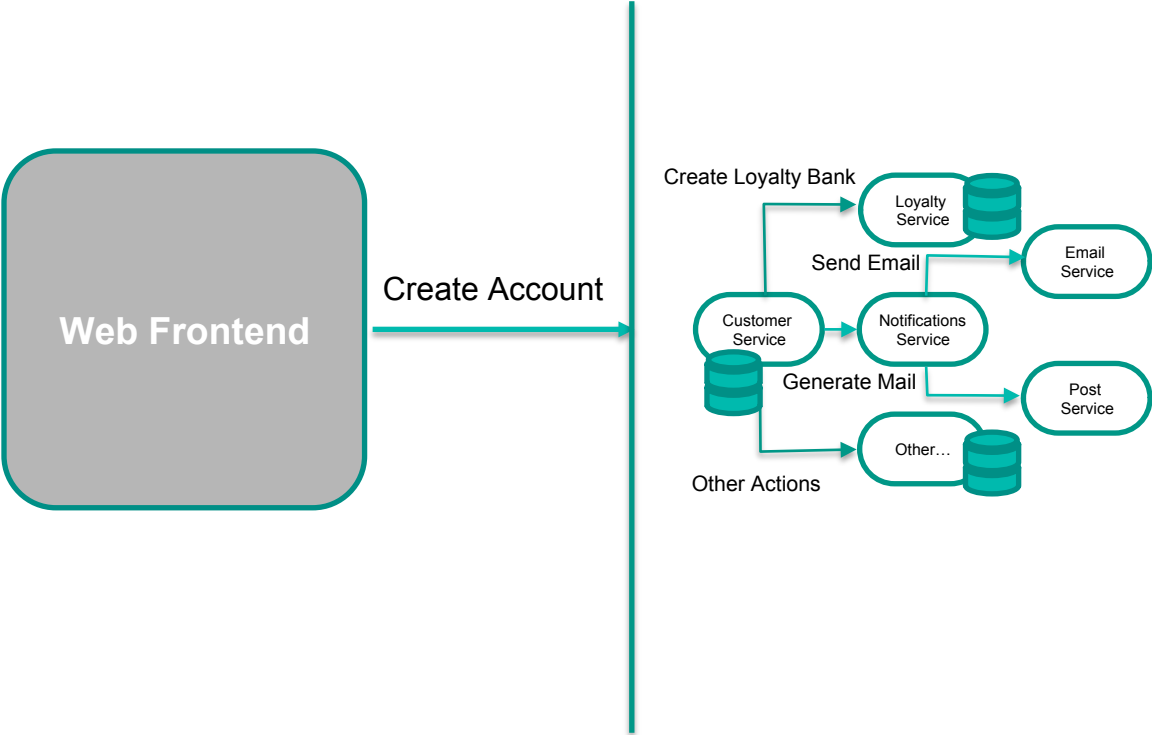 Web Frontend
Create Account
Create Loyalty Bank
Loyalty
Service
Send Email
Email
Service
Customer
Service
Notifications
Service
Generate Mail
Post
Service
Other…
Other Actions